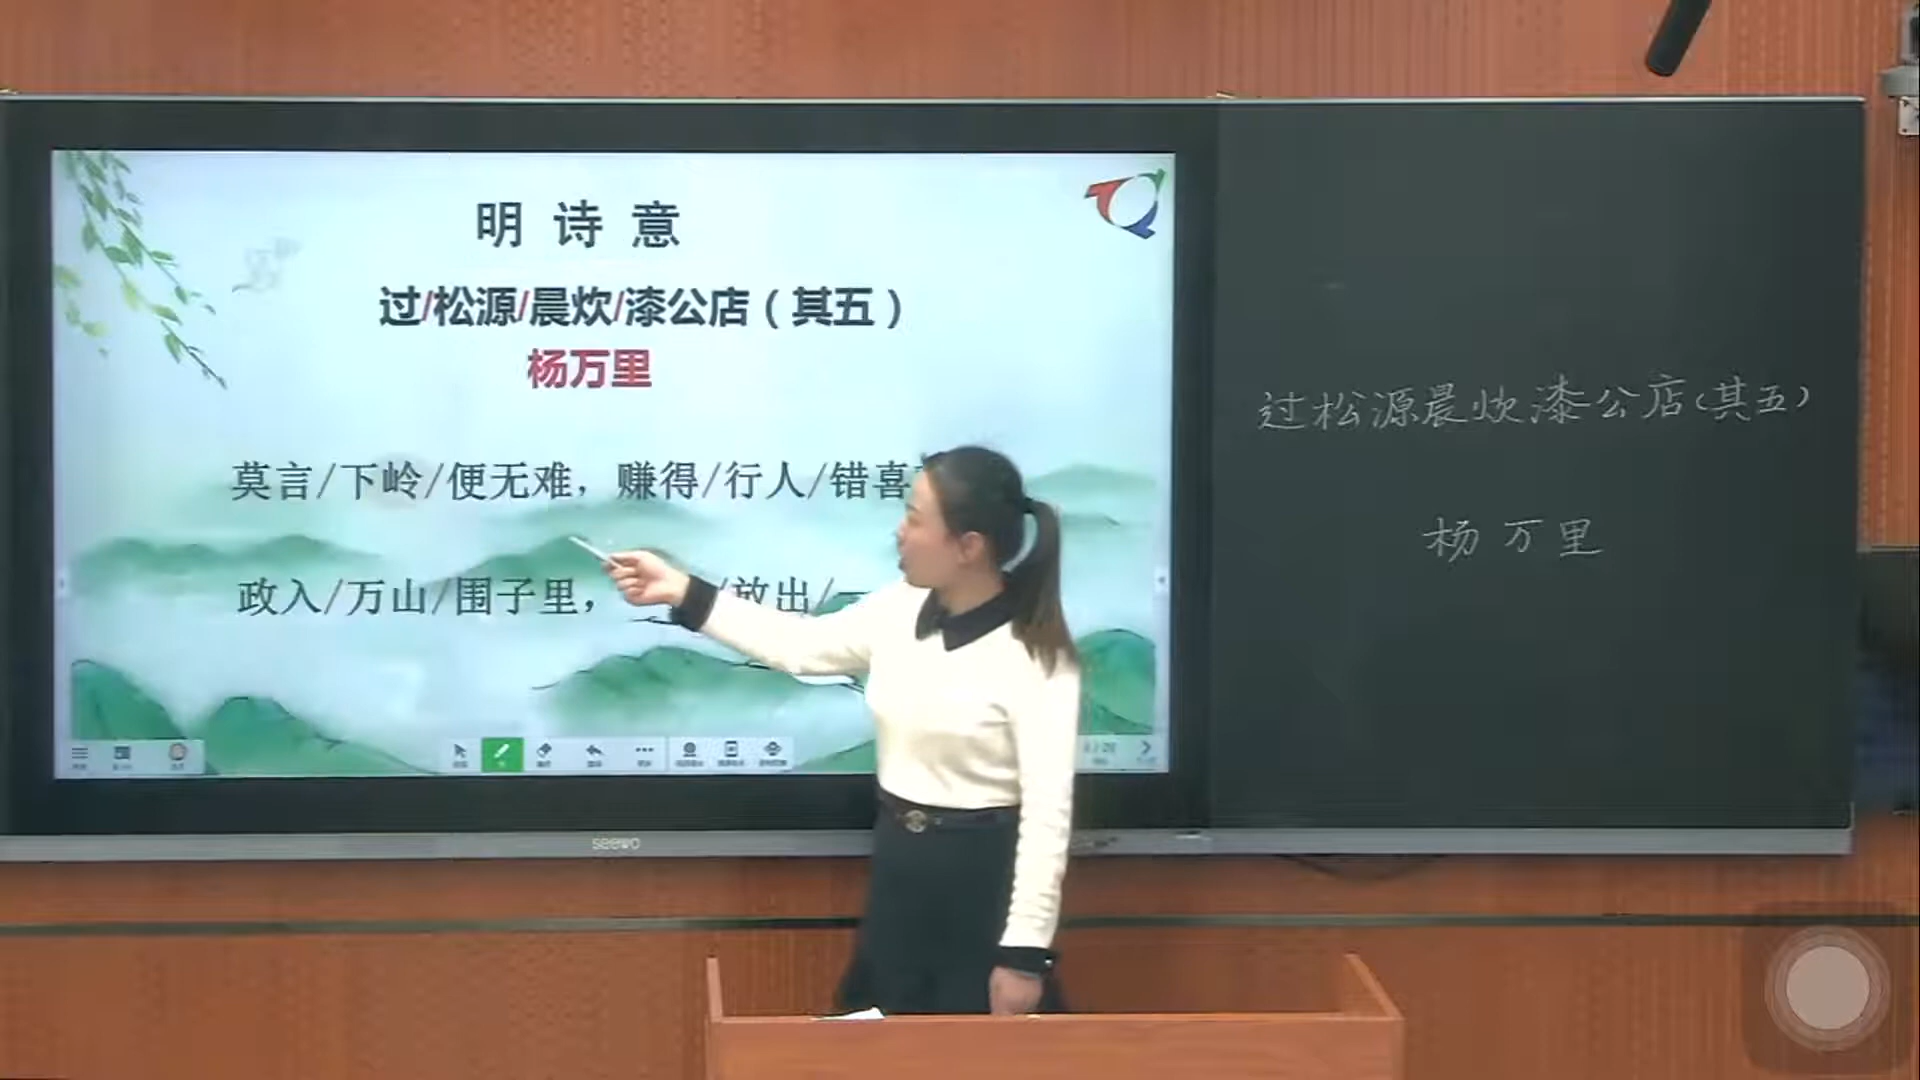 明 诗 意
过/松源/晨炊/漆公店（其五）
杨万里
莫言/下岭/便无难，赚得/行人/错喜
政入/万山/围子里，
/放出/一
seewo
过松源晨炊漆公店(其五)
杨万里